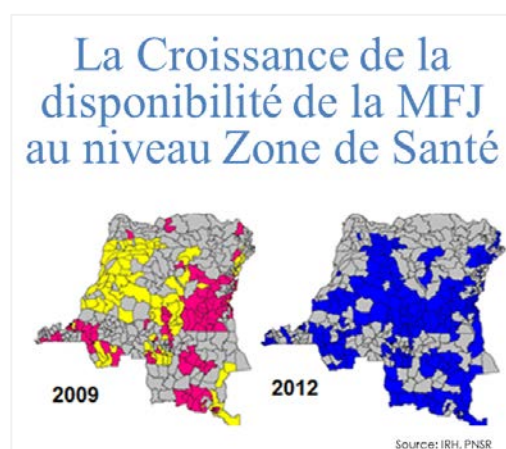 La Croissance de la
disponibilité de la MFJ
au niveau Zone de Santé
2009
2012
Source: IRH, PNSR